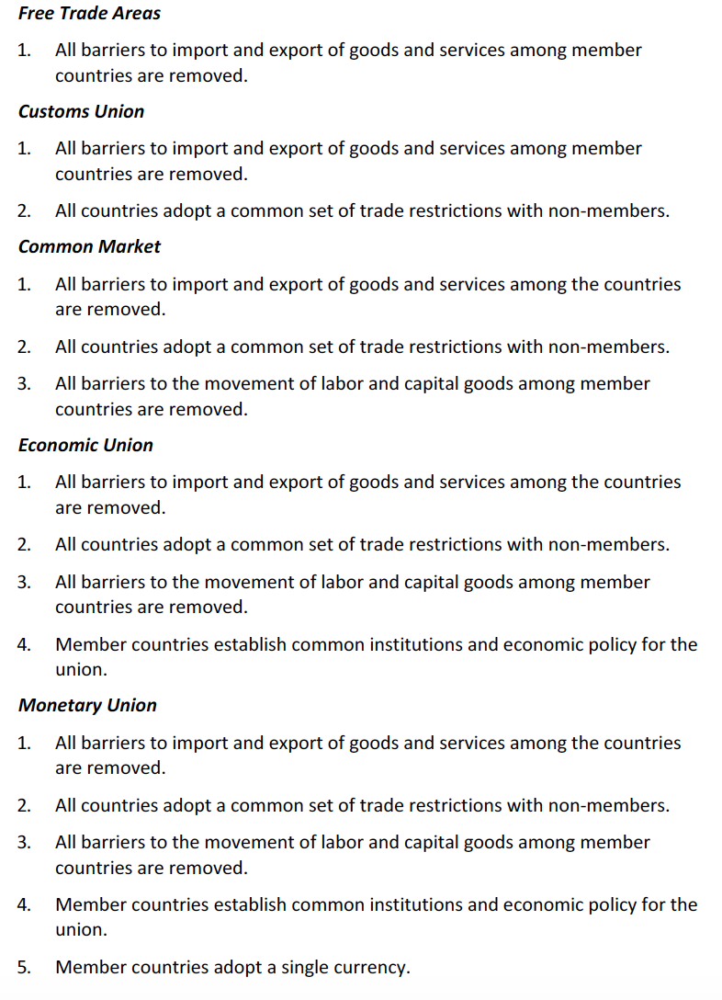 Free Trade Areas
1. All barriers to import and export of goods and services among member
countries are removed.
Customs Union
1. All barriers to import and export of goods and services among member
countries are removed.
2. All countries adopt a common set of trade restrictions with non-members.
Common Market
1. All barriers to import and export of goods and services among the countries
are removed.
2. All countries adopt a common set of trade restrictions with non-members.
3. All barriers to the movement of labor and capital goods among member
countries are removed.
Economic Union
1. All barriers to import and export of goods and services among the countries
are removed.
2. All countries adopt a common set of trade restrictions with non-members.
3. All barriers to the movement of labor and capital goods among member
countries are removed.
4. Member countries establish common institutions and economic policy for the
union.
Monetary Union
1. All barriers to import and export of goods and services among the countries
are removed.
2. All countries adopt a common set of trade restrictions with non-members.
3. All barriers to the movement of labor and capital goods among member
countries are removed.
4. Member countries establish common institutions and economic policy for the
union.
5. Member countries adopt a single currency.